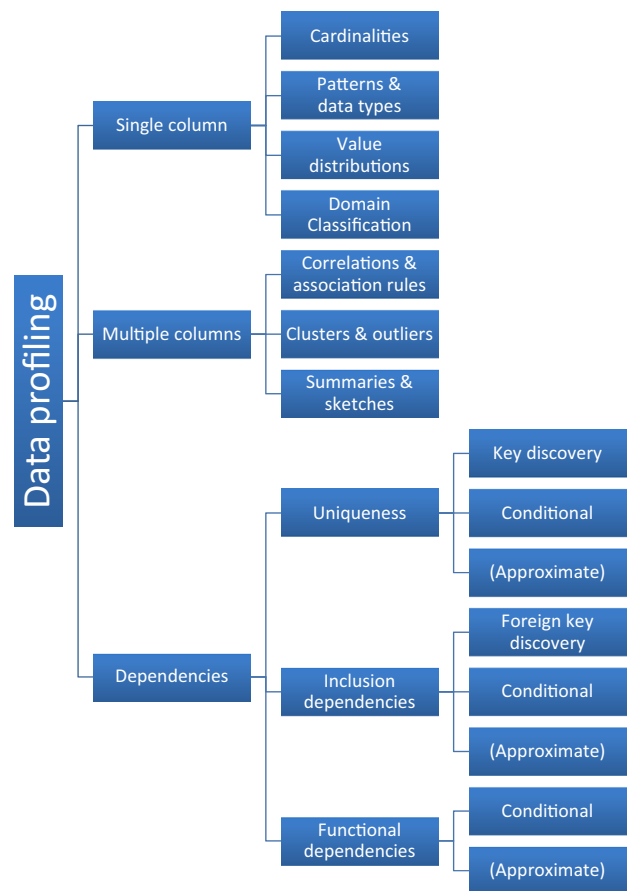 Data profiling
Single column
Cardinalities
Patterns &
data types
Value
distributions
Domain
Classification
Multiple columns
Correlations &
association rules
Clusters & outliers
Summaries &
sketches
Dependencies
Uniqueness
Key discovery
Conditional
(Approximate)
Inclusion
dependencies
Foreign key
discovery
Conditional
(Approximate)
Functional
dependencies
Conditional
(Approximate)